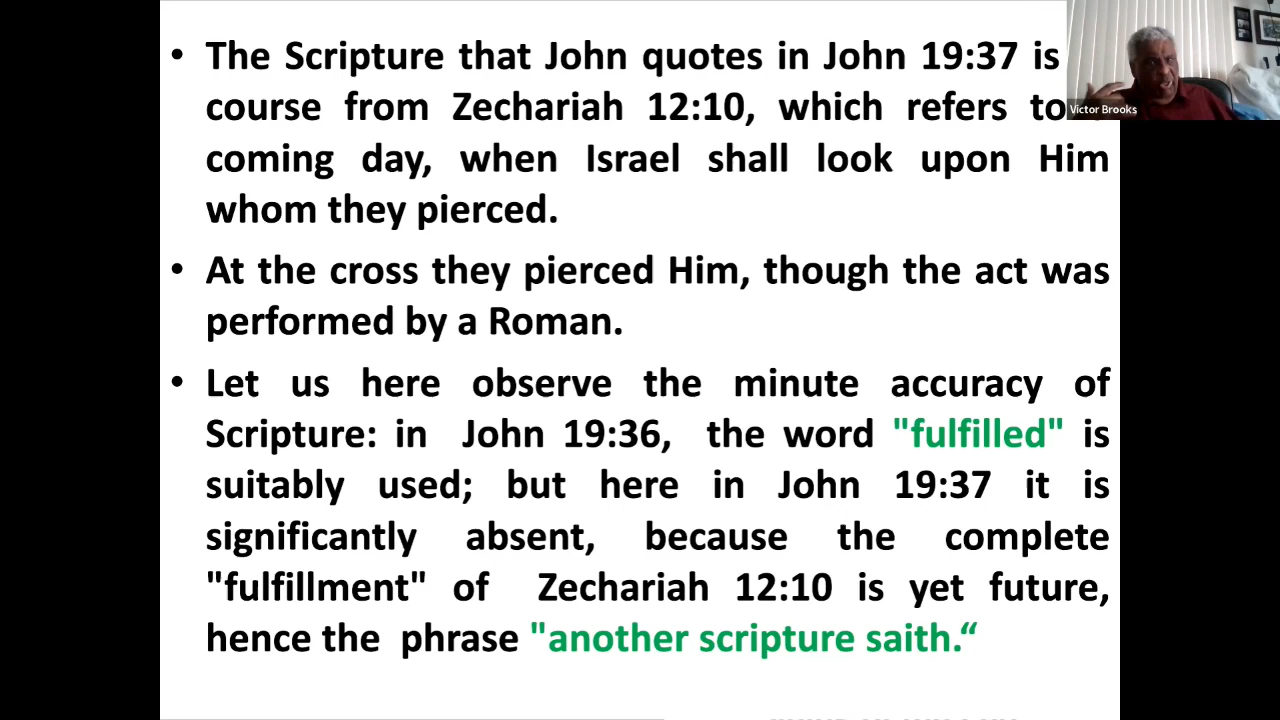 • The Scripture that John quotes in John 19:37 is
course from Zechariah 12:10, which refers to
coming day, when Israel shall look upon Him
whom they pierced.
• At the cross they pierced Him, though the act was
performed by a Roman.
• Let us here observe the minute accuracy of
Scripture: in John 19:36, the word "fulfilled" is
suitably used; but here in John 19:37 it is
significantly absent, because the complete
"fulfillment" of Zechariah 12:10 is yet future,
hence the phrase "another scripture saith.“
Victor Brooks